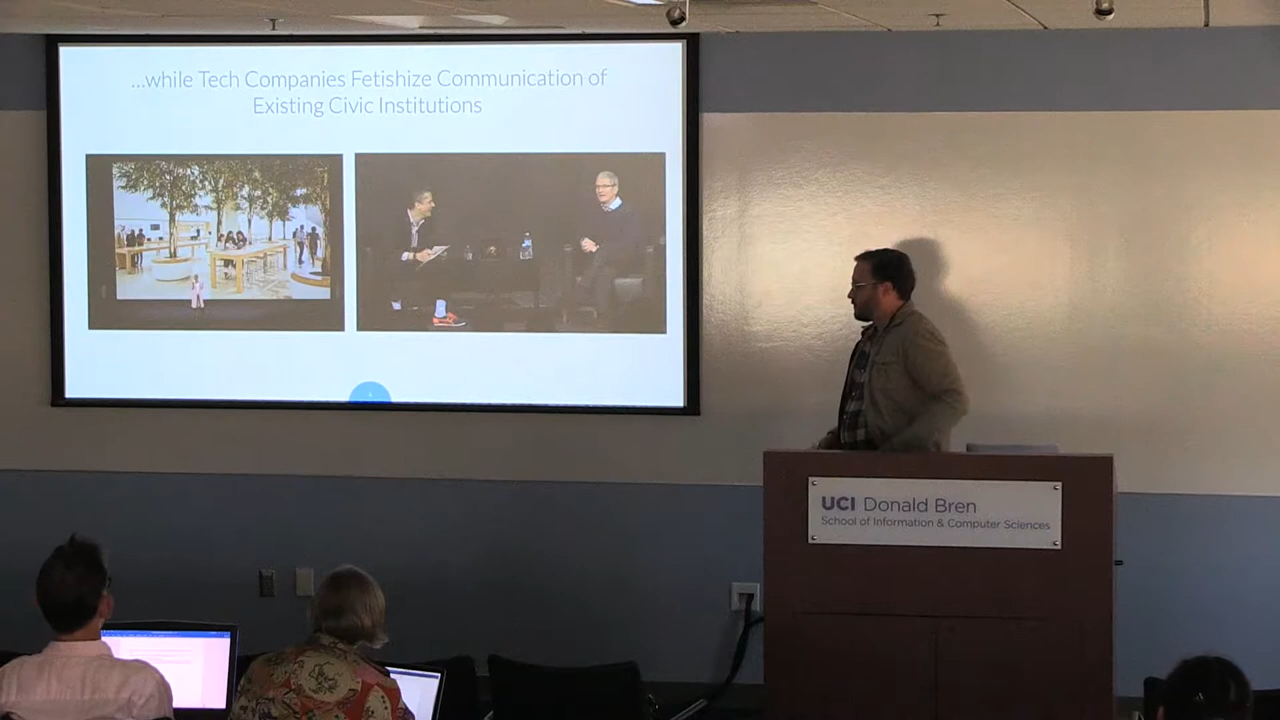 ...while Tech Companies Fetishize Communication of
Existing Civic Institutions
UCI Donald Bren
School of Information & Computer Sciences